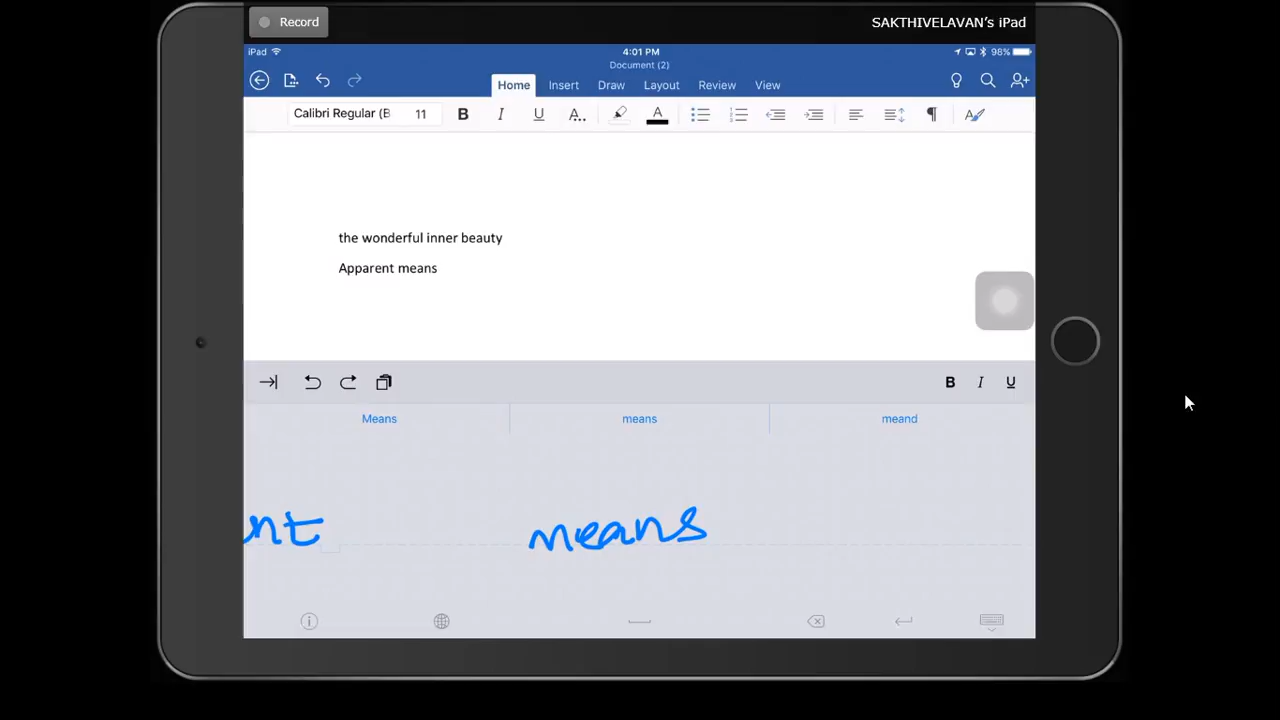 Record SAKTHIVELAVAN's iPad
iPad 4:01 PM 98%
Document (2)
Home Insert Draw Layout Review View
Calibri Regular (B 11 B I U A.. A
the wonderful inner beauty
Apparent means
B I U
Means means meand
nt means